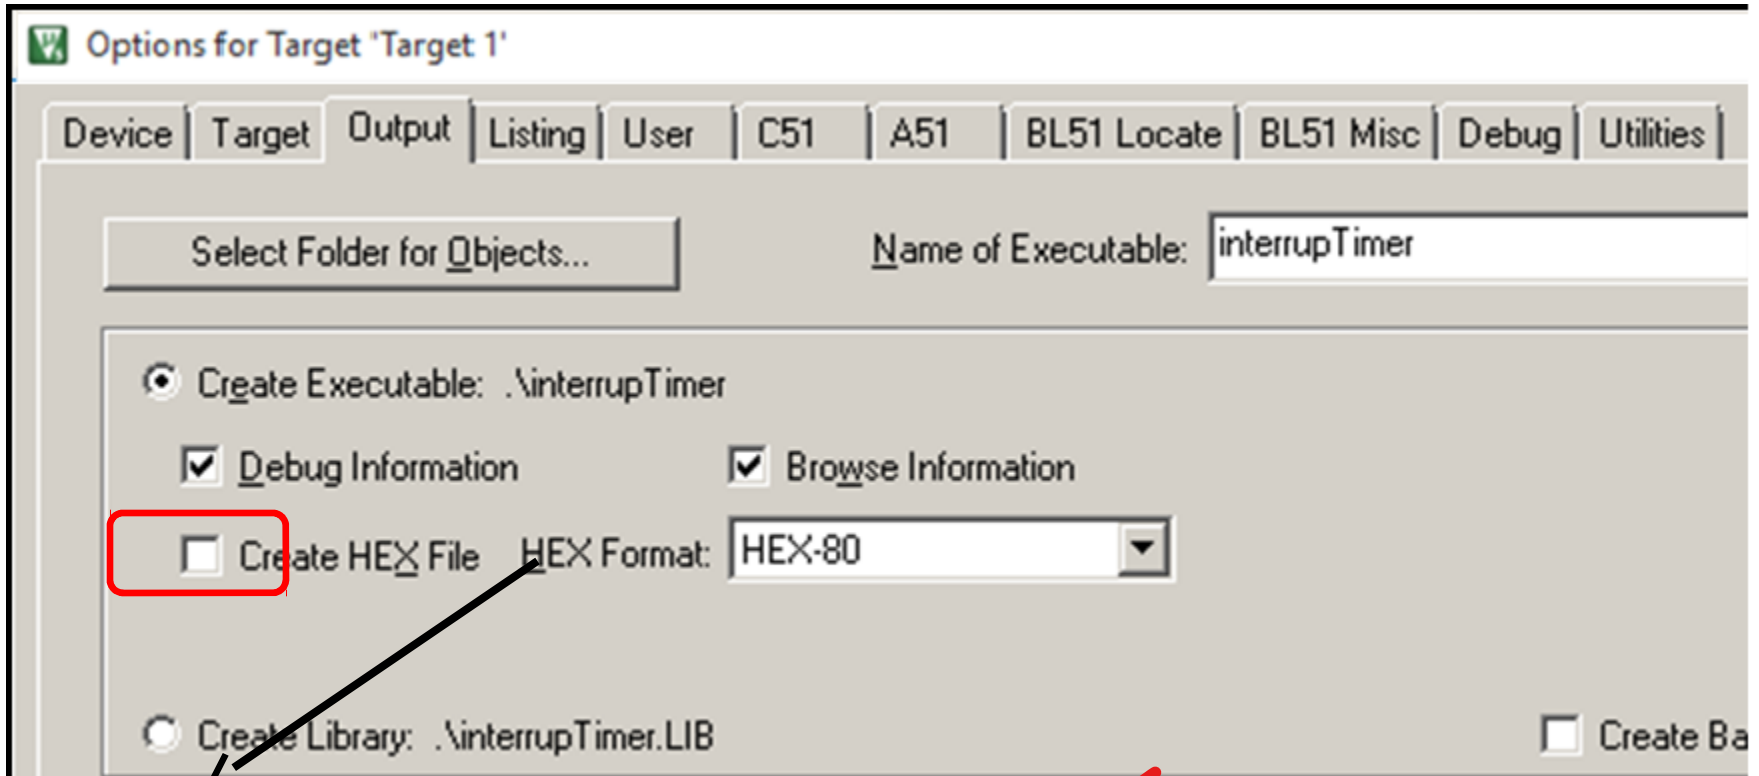 Options for Target 'Target 1'
Device Target Output Listing User C51 A51 BL51 Locate BL51 Misc Debug Utilities
Select Folder for Objects... Name of Executable: interrupTimer
Create Executable: .\interrupTimer
Debug Information Browse Information
Create HEX File HEX Format: HEX-80
Create Library: .\interrupTimer.LIB Create Ba